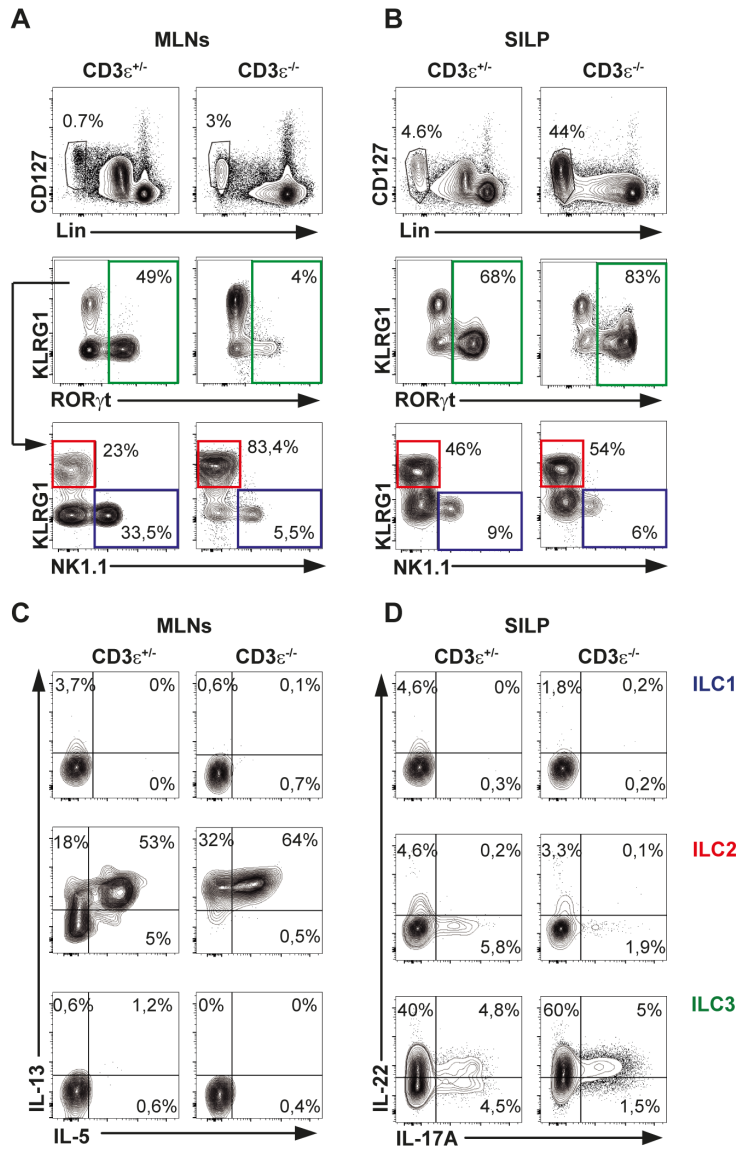 A
MLNs
CD3ε+/-
CD3ε-/-
0.7%
3%
CD127
Lin
49%
4%
KLRG1
RORγt
23%
83,4%
33,5%
5,5%
KLRG1
NK1.1
B
SILP
CD3ε+/-
CD3ε-/-
4.6%
44%
CD127
Lin
68%
83%
KLRG1
RORγt
46%
54%
9%
6%
KLRG1
NK1.1
C
MLNs
CD3ε+/-
CD3ε-/-
3,7%
0%
0,6%
0,1%
0%
0,7%
18%
53%
32%
64%
5%
0,5%
0,6%
1,2%
0%
0%
0,6%
0,4%
IL-13
IL-5
D
SILP
CD3ε+/-
CD3ε-/-
4,6%
0%
1,8%
0,2%
ILC1
0,3%
0,2%
4,6%
0,2%
3,3%
0,1%
ILC2
5,8%
1,9%
40%
4,8%
60%
5%
ILC3
4,5%
1,5%
IL-22
IL-17A